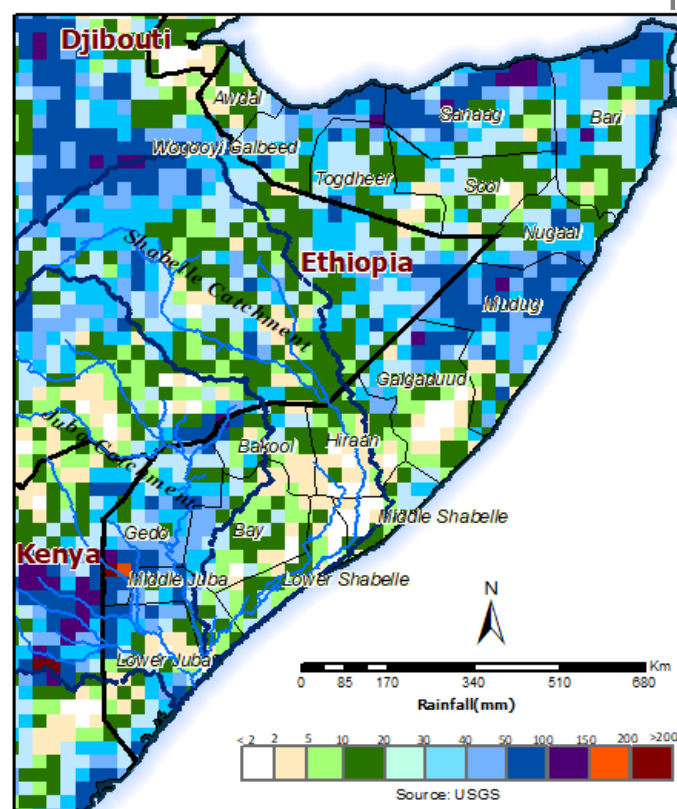 Djibouti
Awdal
Sanaag
Bari
Woqooyi Galbeed
Togdheer
Sool
Nugaal
Shabelle Catchment
Ethiopia
Mudug
Galgaduud
Juba Catchment
Bakool
Hiraan
Middle Shabelle
Gedo
Bay
Kenya
Middle Juba
Lower Shabelle
Lower Juba
N
Km
0 85 170 340 510 680
Rainfall(mm)
< 2 2 5 10 20 30 40 50 100 150 200 >200
Source: USGS